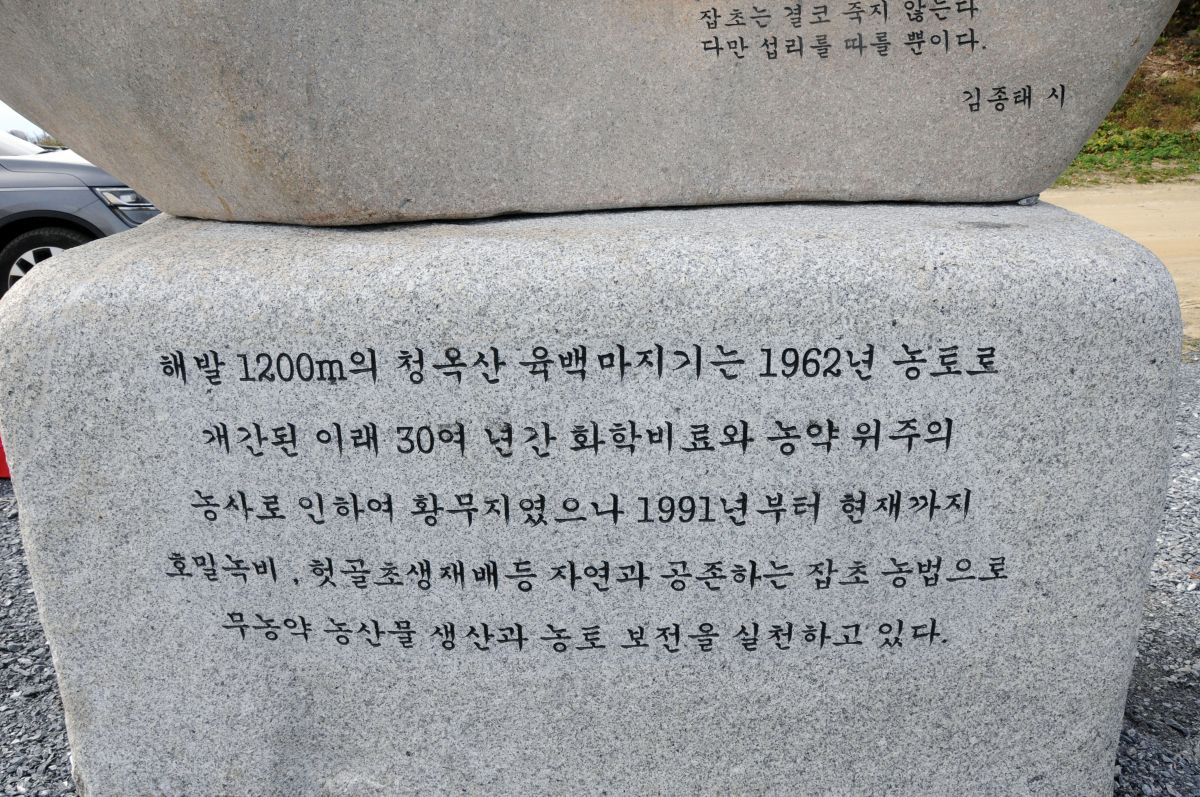 잡초는 결코 죽지 않는다
다만 섭리를 따를 뿐이다.
김종태 시
해발 1200m의 청옥산 육백마지기는 1962년 농토로
개간된 이래 30여 년간 화학비료와 농약 위주의
농사로 인하여 황무지였으나 1991년부터 현재까지
호밀녹비 , 헛골초생재배등 자연과 공존하는 잡초 농법으로
무농약 농산물 생산과 농토 보전을 실천하고 있다.